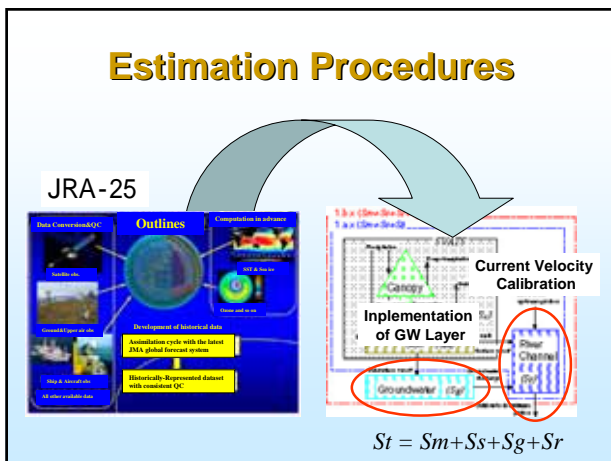 Estimation Procedures
JRA-25
Data Conversion&QC
Outlines
Computation in advance
Satellite obs.
SST & Sea ice
Ground&Upper air obs
Ozone and so on
Development of historical data
Assimilation cycle with the latest
JMA global forecast system
Ship & Aircraft obs
Historically-Represented dataset
with consistent QC
All other available data
Canopy
Current Velocity
Calibration
Inplementation
of GW Layer
River
Channel
(Sr)
Groundwater (Sg)
St = Sm+Ss+Sg+Sr